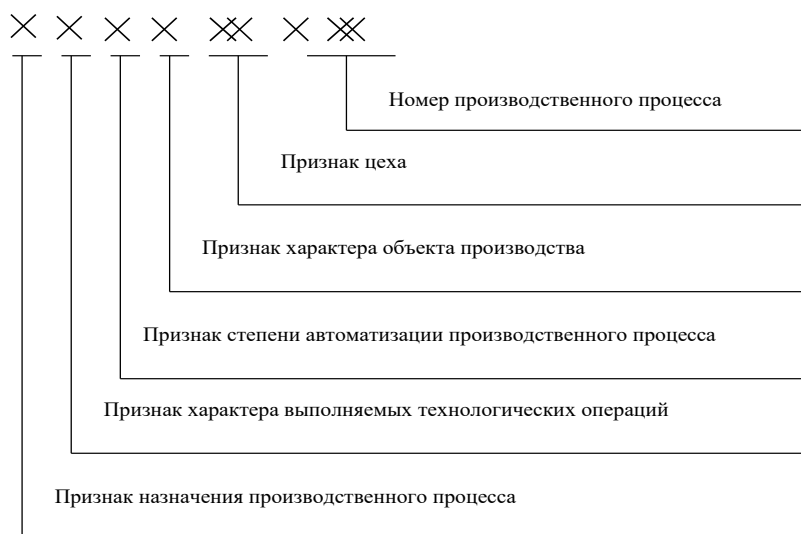 Номер производственного процесса
Признак цеха
Признак характера объекта производства
Признак степени автоматизации производственного процесса
Признак характера выполняемых технологических операций
Признак назначения производственного процесса